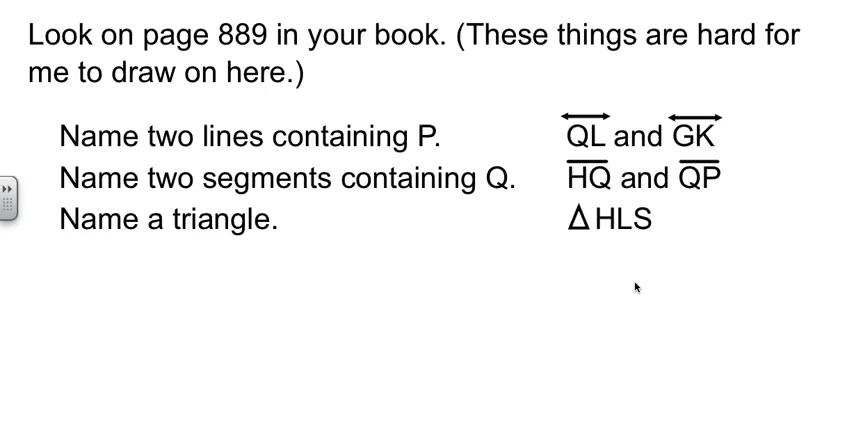 Look on page 889 in your book. (These things are hard for
me to draw on here.)
Name two lines containing P. QL and GK
Name two segments containing Q. HQ and QP
Name a triangle. Δ HLS